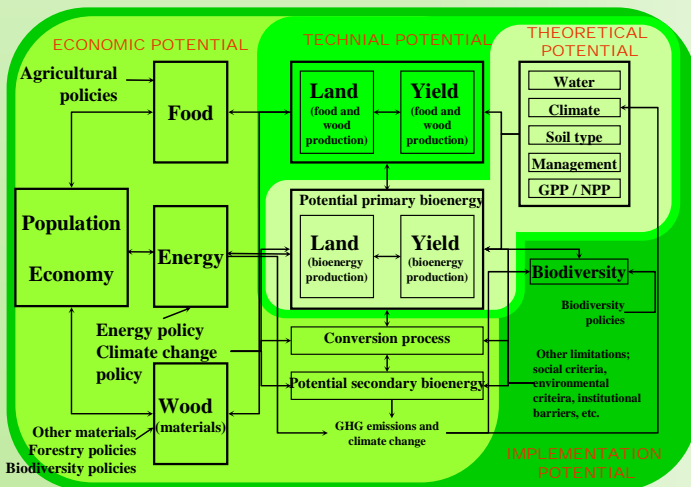 ECONOMIC POTENTIAL
TECHNIAL POTENTIAL
THEORETICAL
POTENTIAL
Agricultural
policies
Food
Land
(food and
wood
production)
Yield
(food and
wood
production)
Water
Climate
Soil type
Management
GPP / NPP
Population
Economy
Energy
Potential primary bioenergy
Land
(bioenergy
production)
Yield
(bioenergy
production)
Biodiversity
Biodiversity
policies
Energy policy
Climate change
policy
Conversion process
Potential secondary bioenergy
Other limitations;
social criteria,
environmental
criteira, institutional
barriers, etc.
Wood
(materials)
Other materials
Forestry policies
Biodiversity policies
GHG emissions and
climate change
IMPLEMENTATION
POTENTIAL